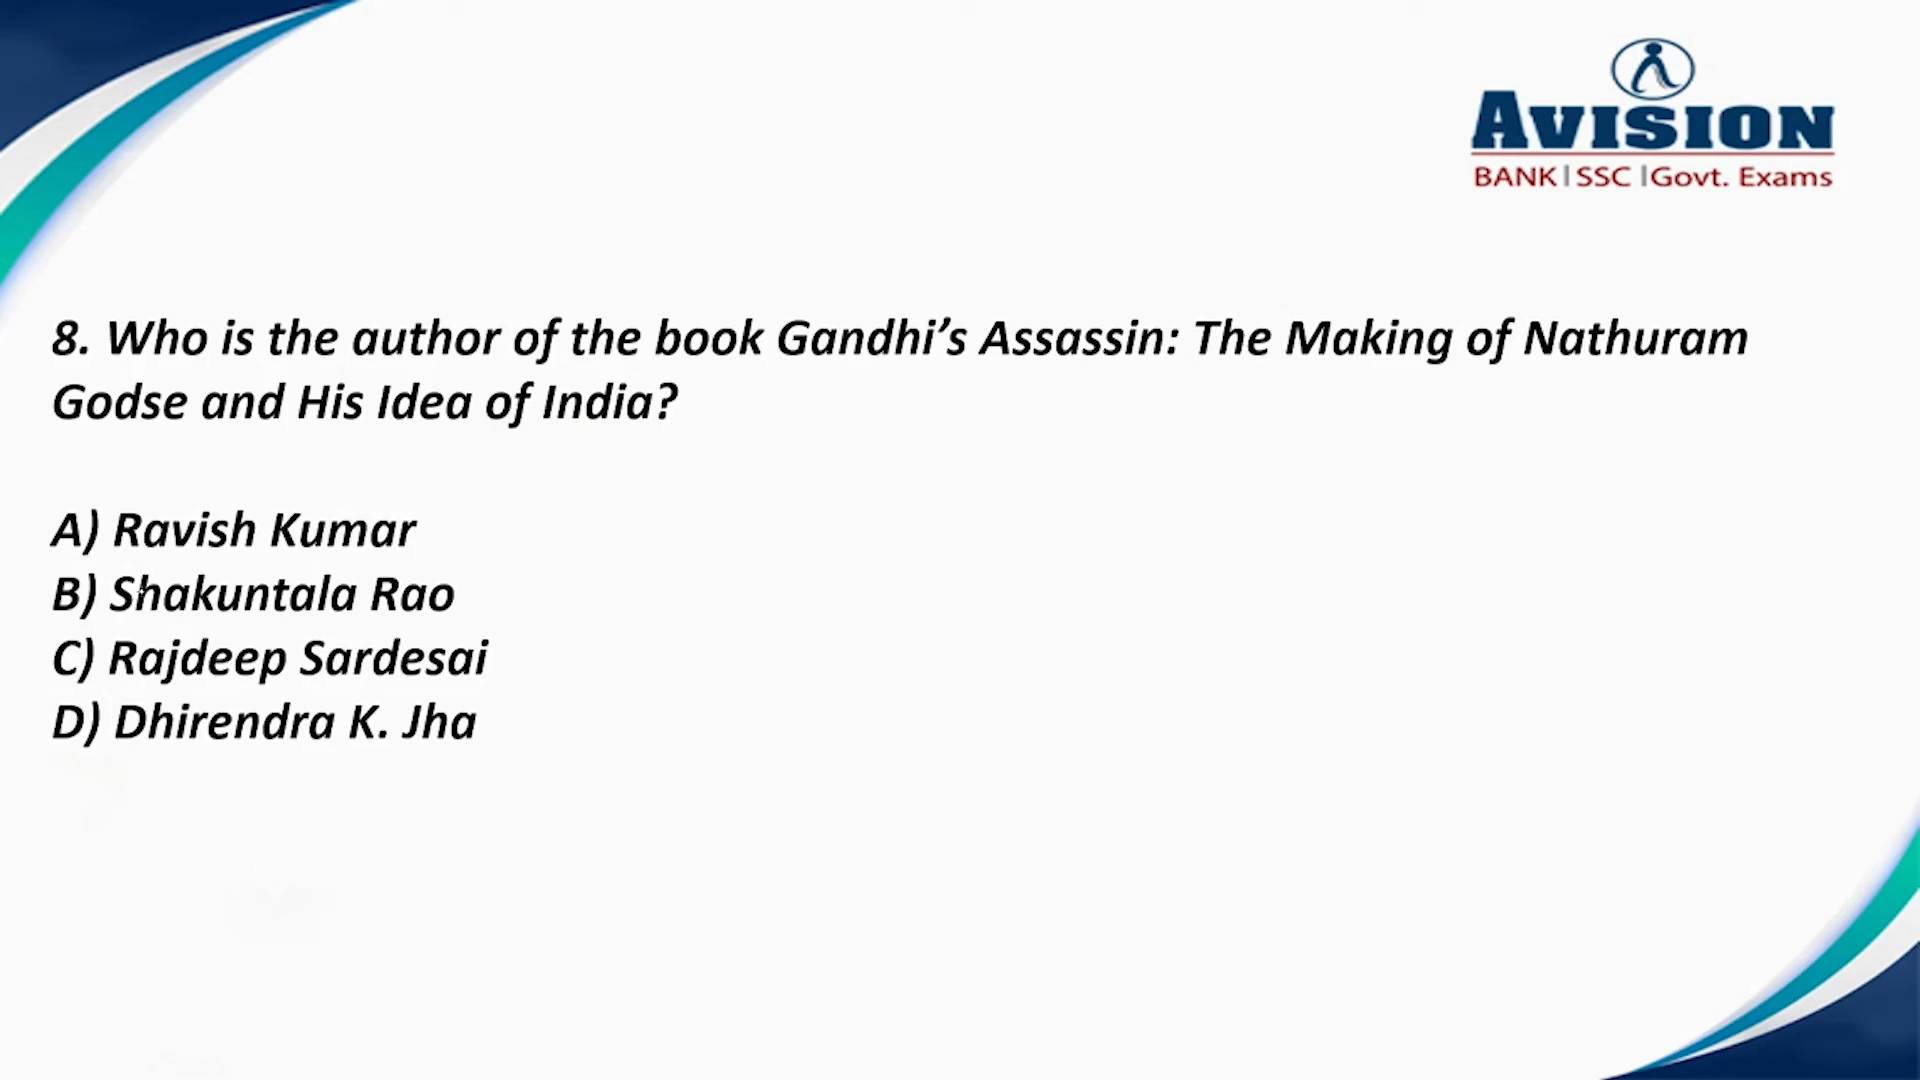 AVISION
BANK | SSC | Govt. Exams
8. Who is the author of the book Gandhi’s Assassin: The Making of Nathuram
Godse and His Idea of India?
A) Ravish Kumar
B) Shakuntala Rao
C) Rajdeep Sardesai
D) Dhirendra K. Jha